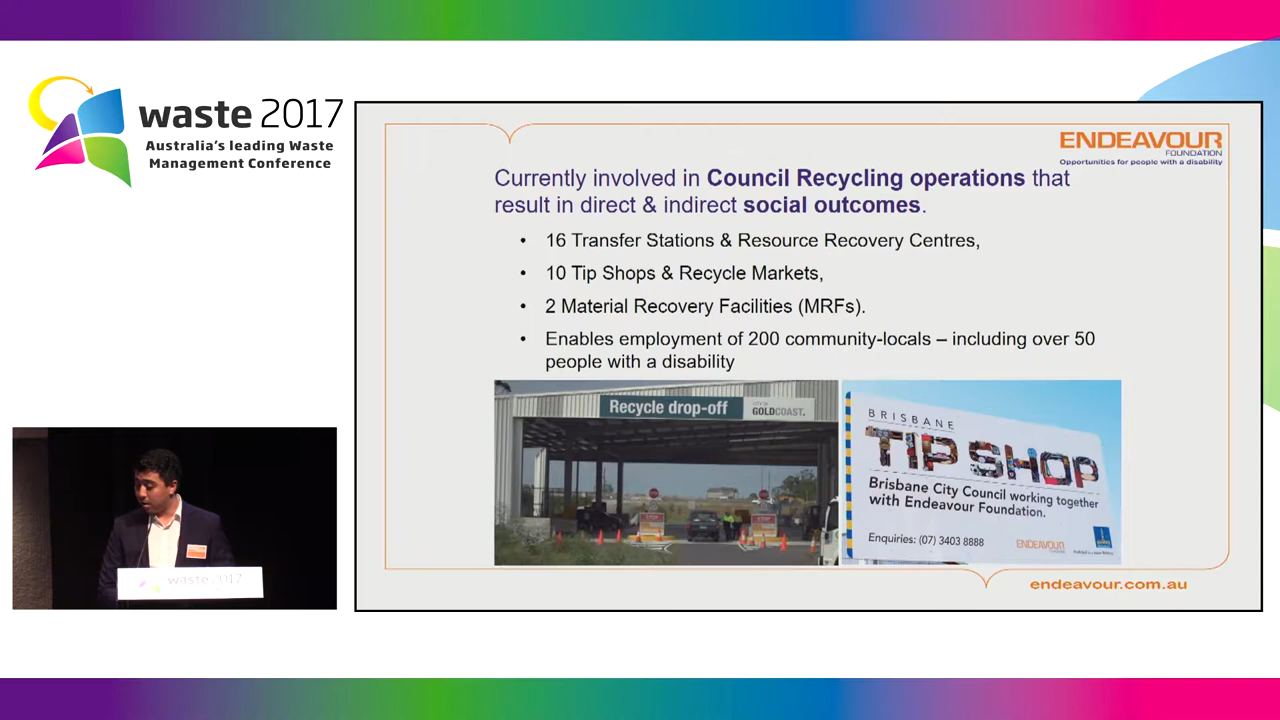 waste 2017
Australia's leading Waste
Management Conference
ENDEAVOUR
FOUNDATION
Opportunities for people with a disability
Currently involved in Council Recycling operations that
result in direct & indirect social outcomes.
• 16 Transfer Stations & Resource Recovery Centres,
• 10 Tip Shops & Recycle Markets,
• 2 Material Recovery Facilities (MRFs).
• Enables employment of 200 community-locals – including over 50
people with a disability
Recycle drop-off
GOLDCOAST.
BRISBANE
TIP SHOP
Brisbane City Council working together
with Endeavour Foundation.
Enquiries: (07) 3403 8888
ENDEAVOUR
waste 2017
endeavour.com.au